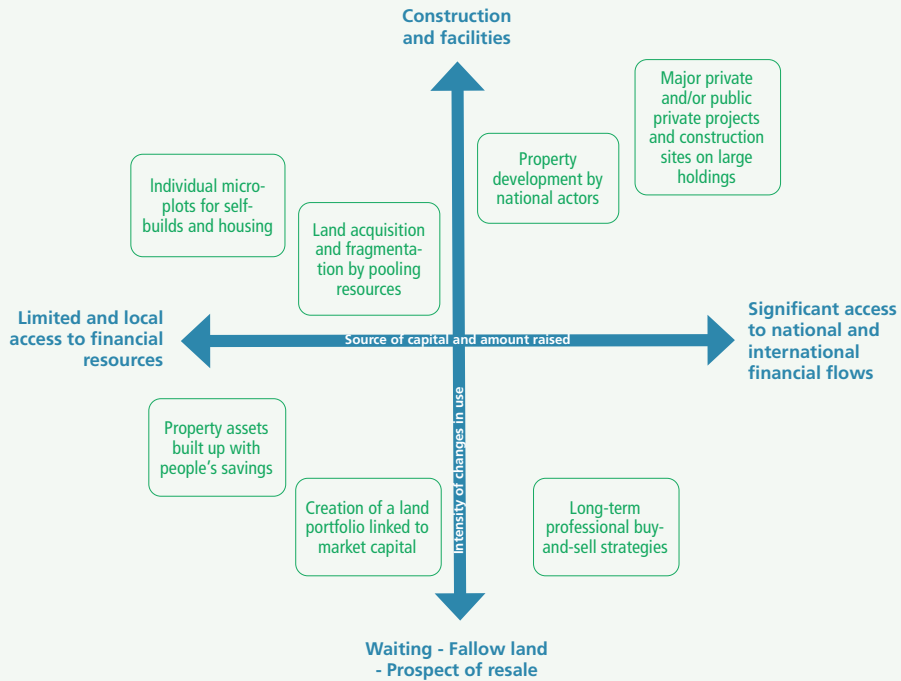 Construction
and facilities
Major private
and/or public
private projects
and construction
sites on large
holdings
Property
development by
national actors
Individual micro-
plots for self-
builds and housing
Land acquisition
and fragmenta-
tion by pooling
resources
Limited and local
access to financial
resources
Source of capital and amount raised
Significant access
to national and
international
financial flows
Intensity of changes in use
Property assets
built up with
people’s savings
Creation of a land
portfolio linked to
market capital
Long-term
professional buy-
and-sell strategies
Waiting - Fallow land
- Prospect of resale